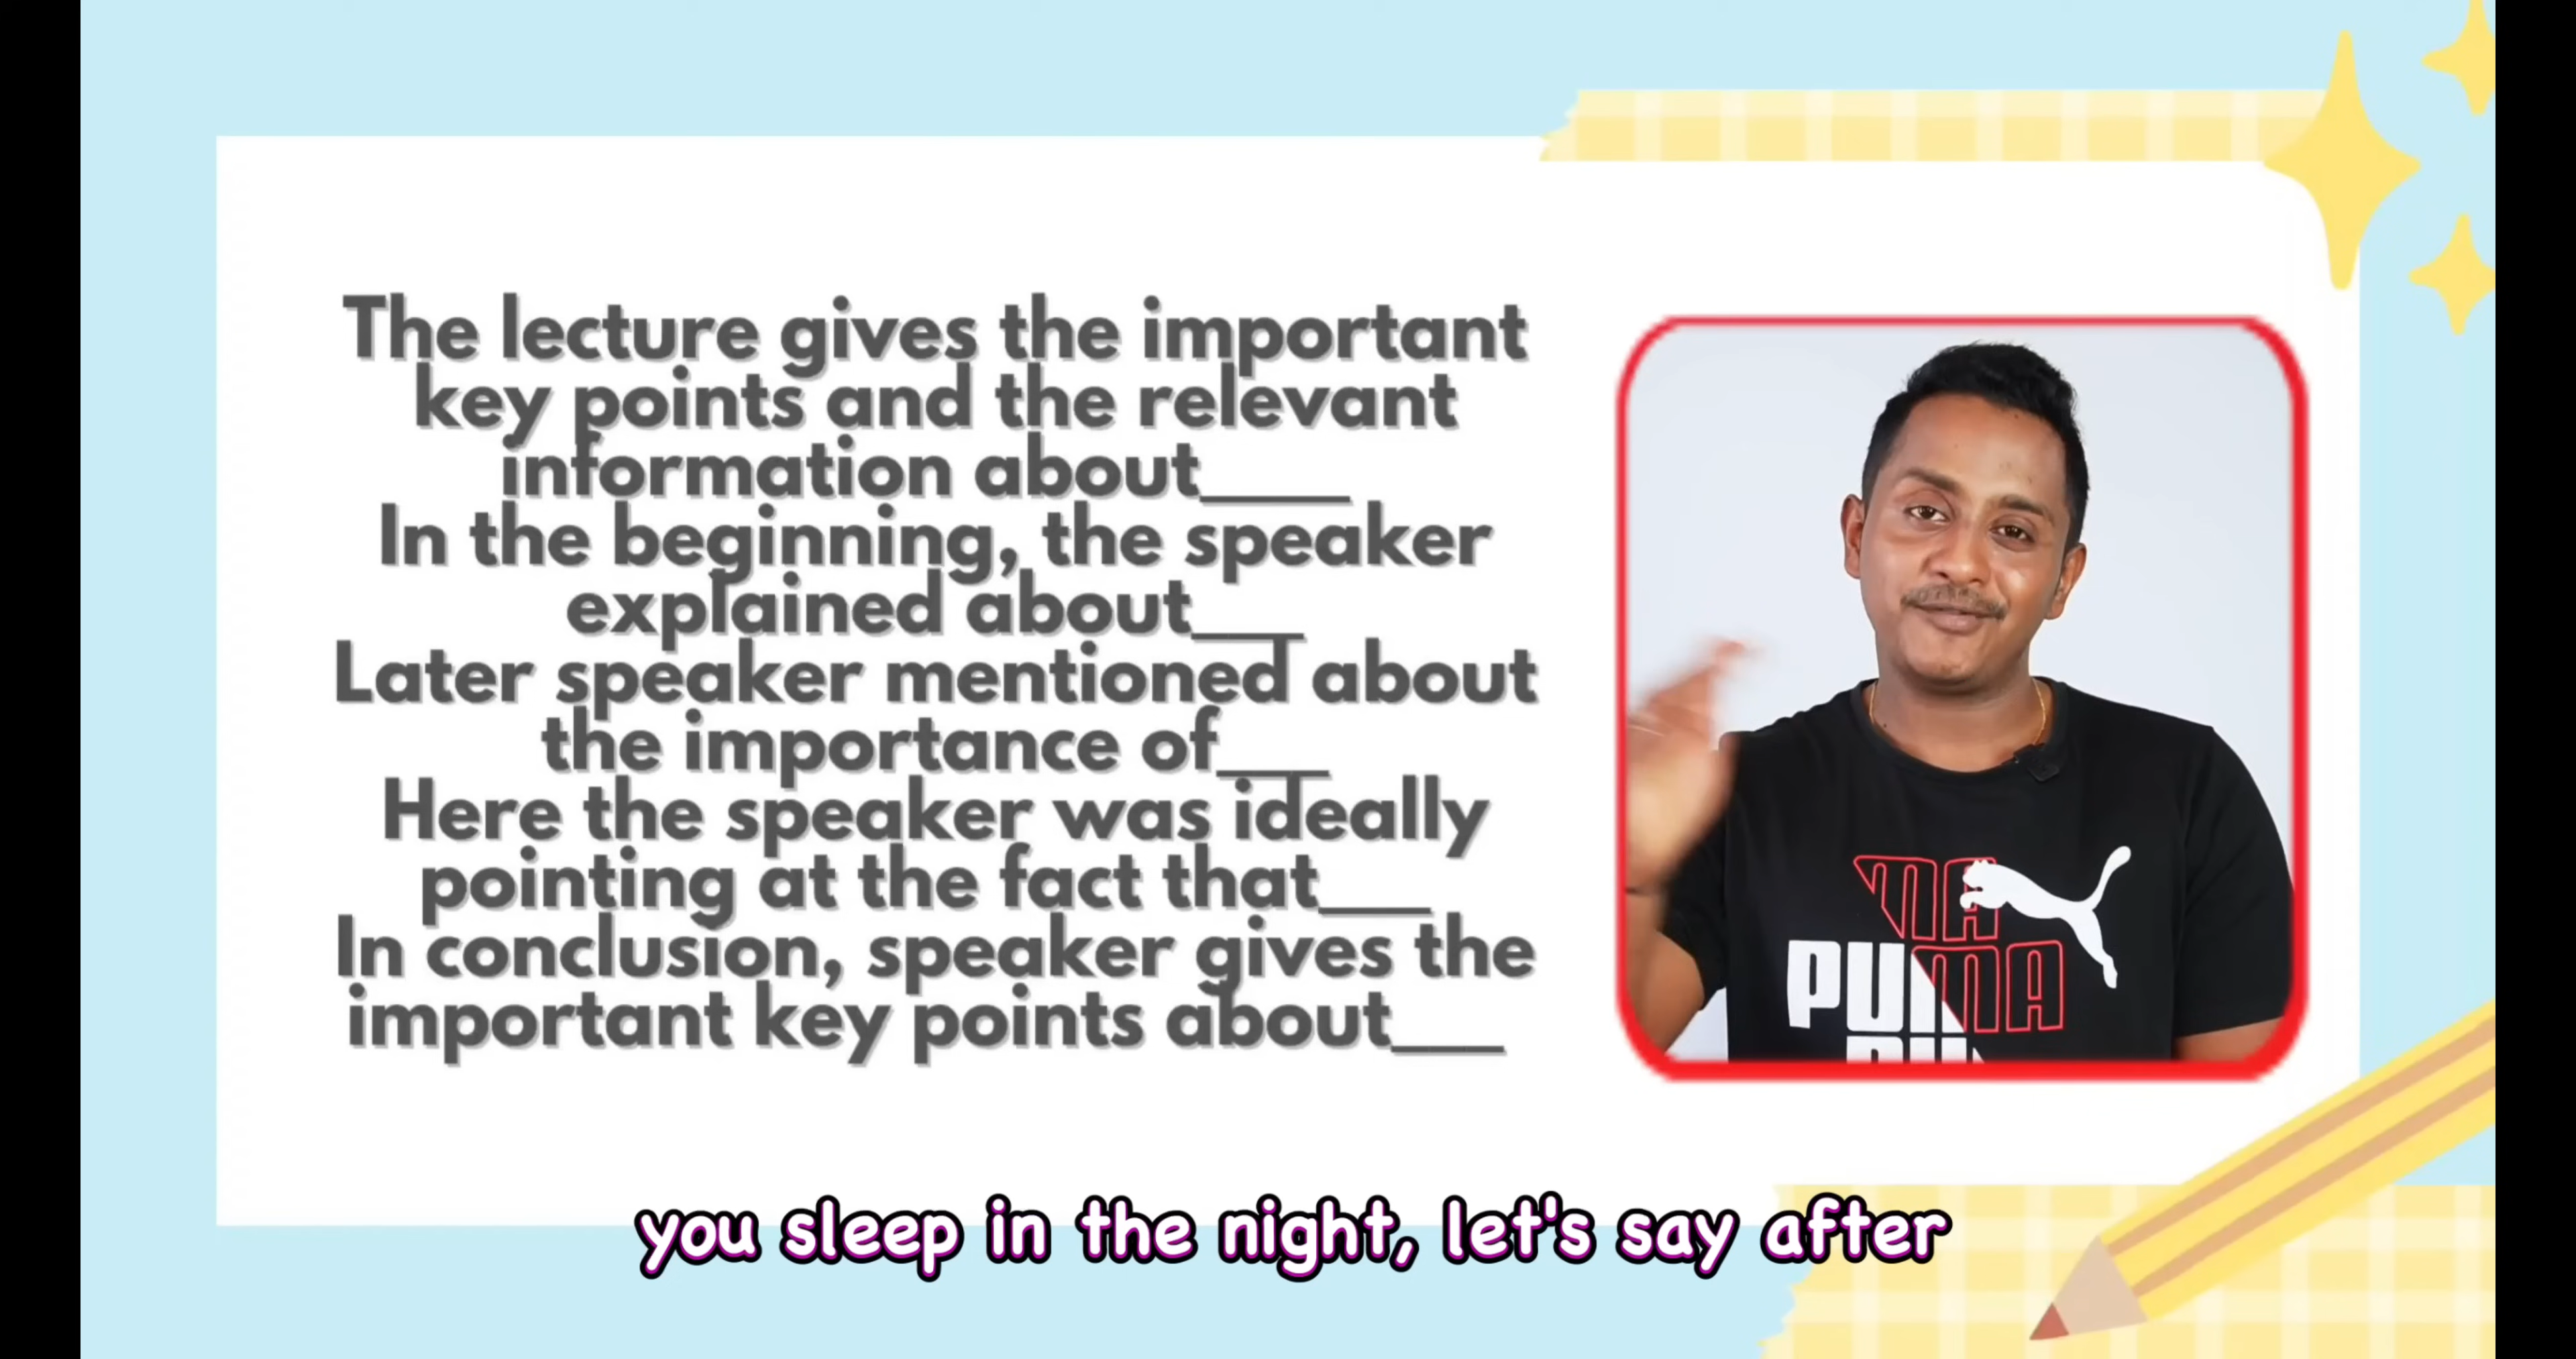 The lecture gives the important
key points and the relevant
information about____
In the beginning, the speaker
explained about___
Later speaker mentioned about
the importance of___
Here the speaker was ideally
pointing at the fact that___
In conclusion, speaker gives the
important key points about___
MA
PUMA
you sleep in the night, let's say after